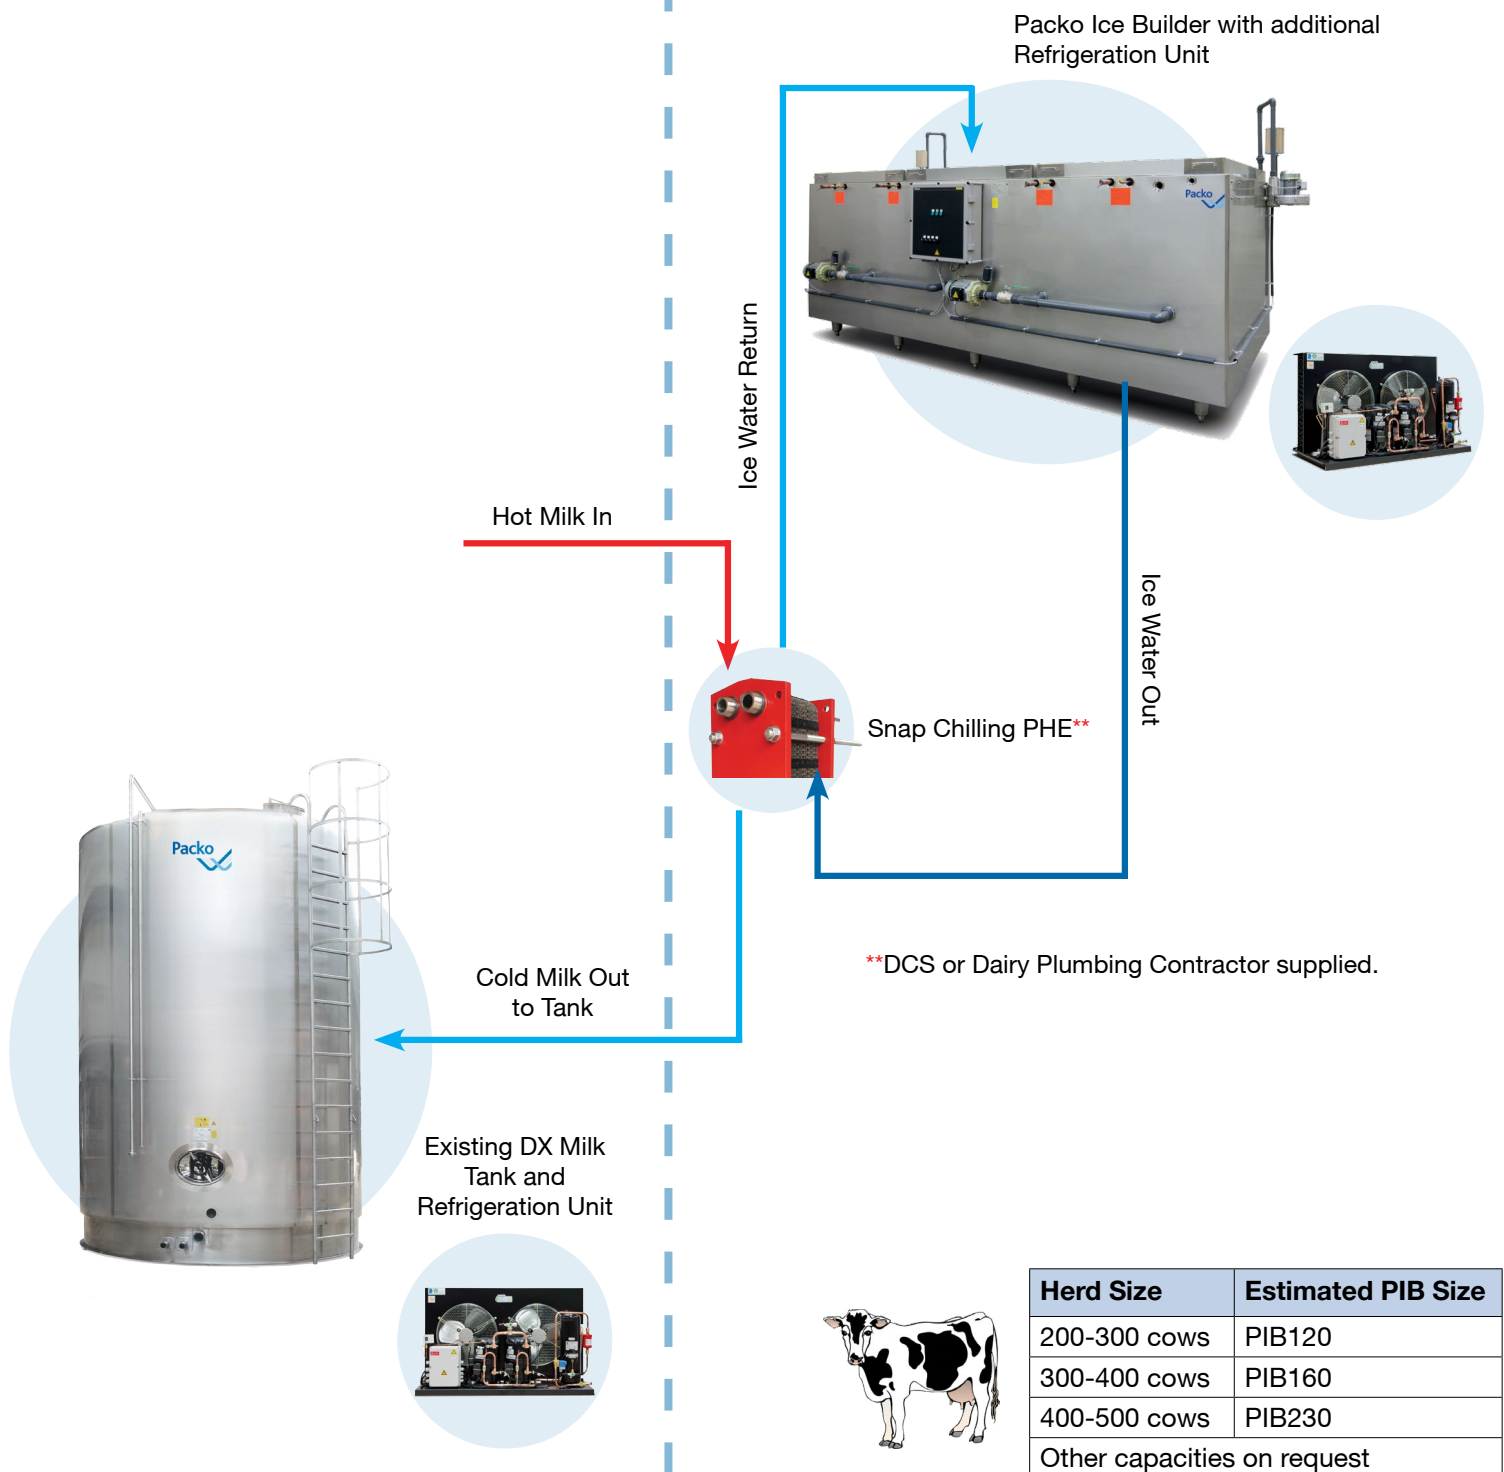 Packo Ice Builder with additional
Refrigeration Unit
Packo
Ice Water Return
Hot Milk In
Ice Water Out
Snap Chilling PHE**
Packo
**DCS or Dairy Plumbing Contractor supplied.
Cold Milk Out
to Tank
Existing DX Milk
Tank and
Refrigeration Unit
Herd Size Estimated PIB Size
200-300 cows PIB120
300-400 cows PIB160
400-500 cows PIB230
Other capacities on request